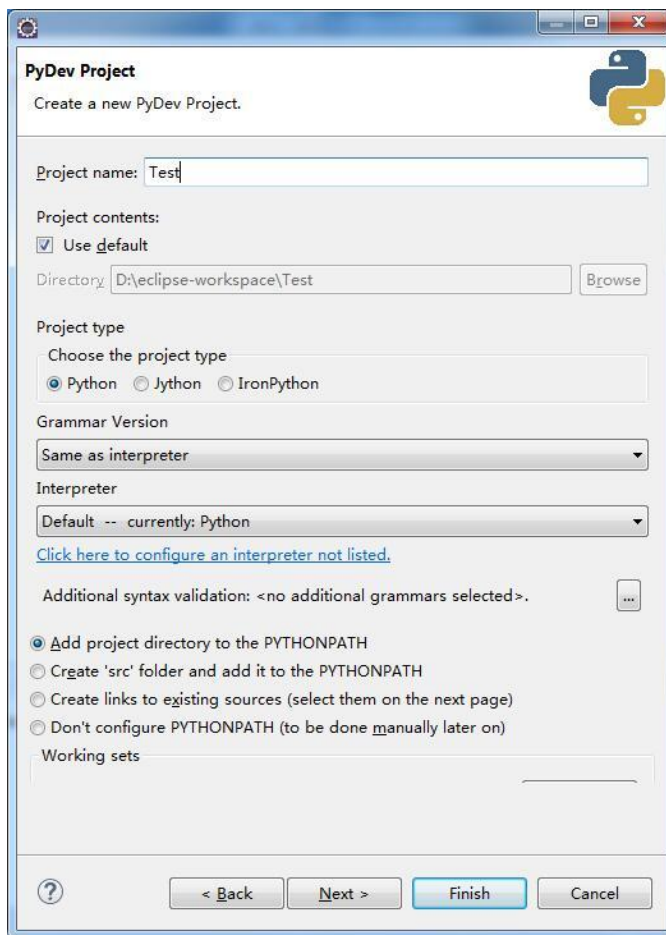 PyDev Project
Create a new PyDev Project.
Project name: Test
Project contents:
Use default
Directory D:\eclipse-workspace\Test Browse
Project type
Choose the project type
Python Jython IronPython
Grammar Version
Same as interpreter
Interpreter
Default -- currently: Python
Click here to configure an interpreter not listed.
Additional syntax validation: <no additional grammars selected>. ...
Add project directory to the PYTHONPATH
Create 'src' folder and add it to the PYTHONPATH
Create links to existing sources (select them on the next page)
Don't configure PYTHONPATH (to be done manually later on)
Working sets
? < Back Next > Finish Cancel